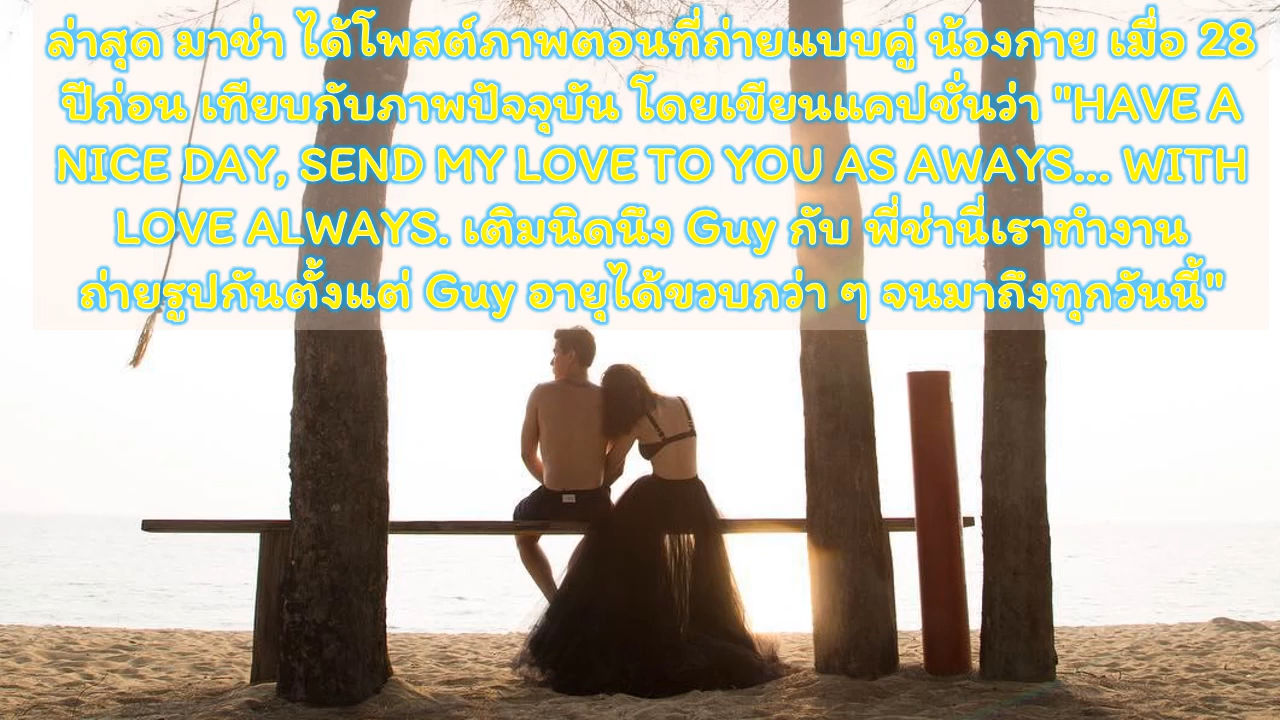 ล่าสุด มาช่า ได้โพสต์ภาพตอนที่ถ่ายแบบคู่ น้องกาย เมื่อ 28
ปีก่อน เทียบกับภาพปัจจุบัน โดยเขียนแคปชั่นว่า "HAVE A
NICE DAY, SEND MY LOVE TO YOU AS AWAYS... WITH
LOVE ALWAYS. เติมนิดนึง Guy กับ พี่ช่านี่เราทำงาน
ถ่ายรูปกันตั้งแต่ Guy อายุได้ขวบกว่า ๆ จนมาถึงทุกวันนี้"